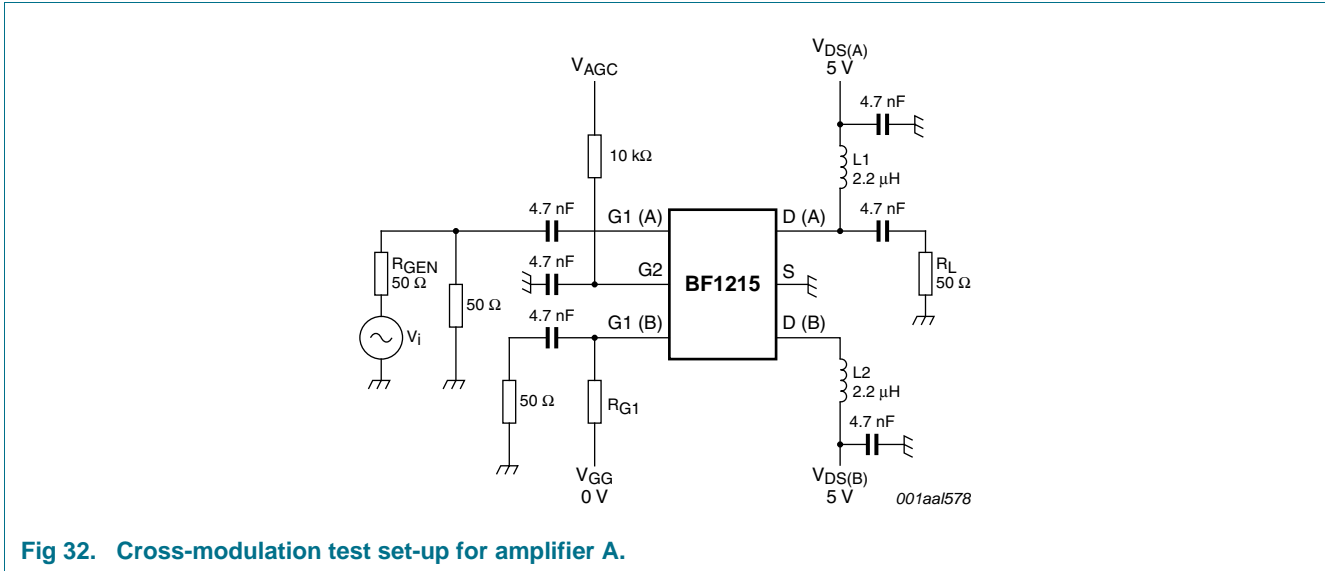 VDS(A)
5 V
VAGC
4.7 nF
10 kΩ
L1
2.2 μH
4.7 nF
G1 (A)
D (A)
4.7 nF
RGEN
50 Ω
4.7 nF
G2
BF1215
S
RL
50 Ω
50 Ω
4.7 nF
G1 (B)
D (B)
Vi
L2
2.2 μH
50 Ω
RG1
4.7 nF
VGG
0 V
VDS(B)
5 V
001aal578
Fig 32. Cross-modulation test set-up for amplifier A.